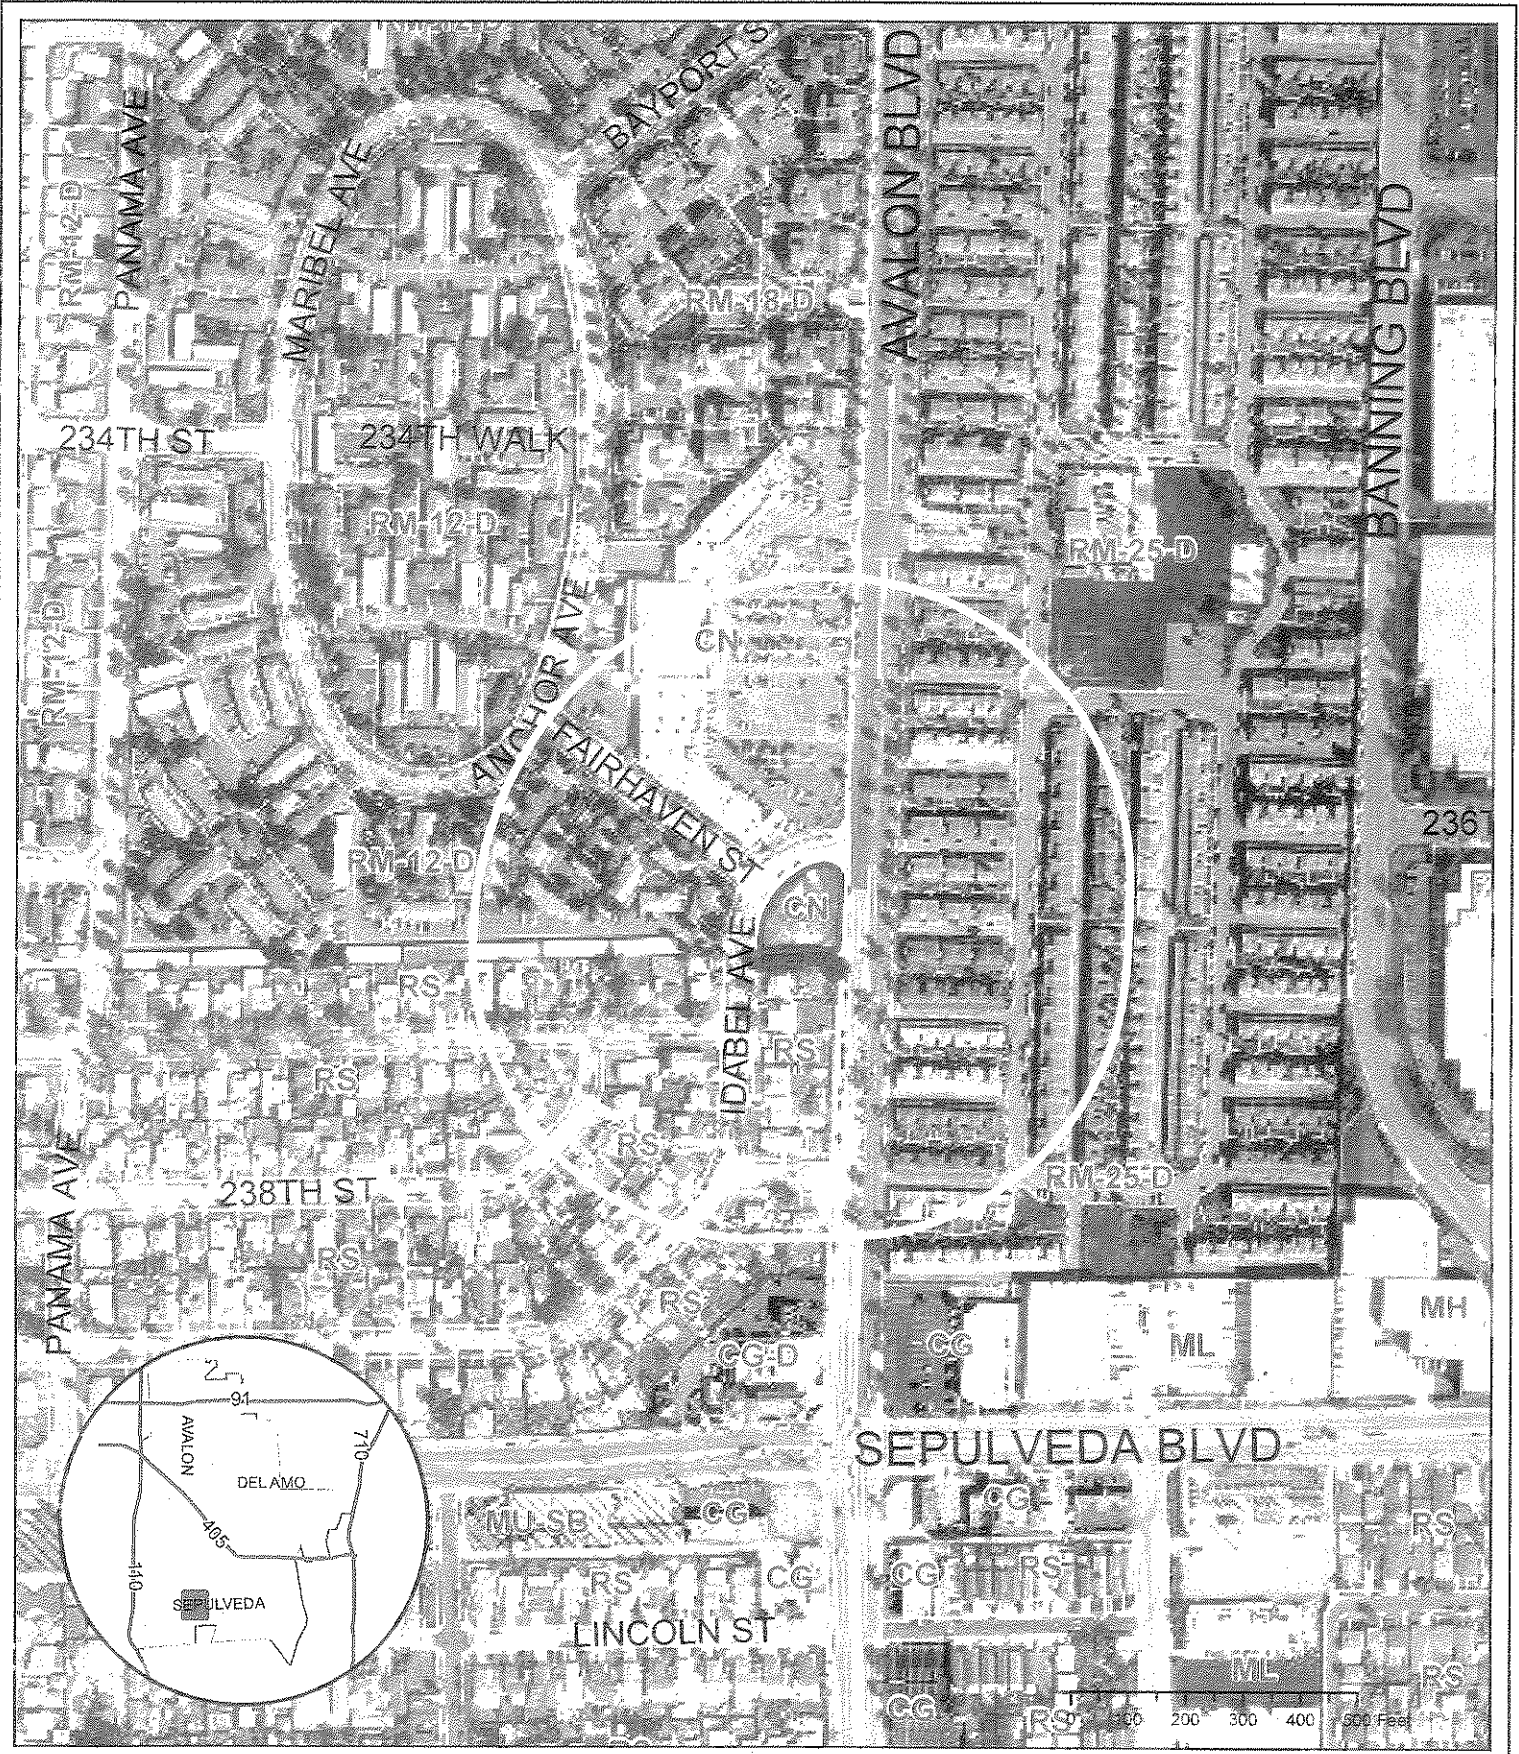 BAYPORT S
PANAMA AVE
AVALON BLVD
RM-12-D
MARIBEL AVE
RM-18-D
BANNING BLVD
234TH ST
234TH WALK
RM-12-D
RM-25-D
CN
RM-12-D
ANCHOR AVE
FAIRHAVEN ST
236T
RM-12-D
CN
IDABEL AVE
RS
RS
RS
RS
238TH ST
RM-25-D
PANAMA AVE
RS
RS
MH
CG
ML
CG-D
91
AVALON
710
DEL AMO
405
110
SEPULVEDA
SEPULVEDA BLVD
MU-SB
CG
CG
RS
RS
CG
CG
RS
LINCOLN ST
ML
RS
CG
RS
0 100 200 300 400 500 Feet